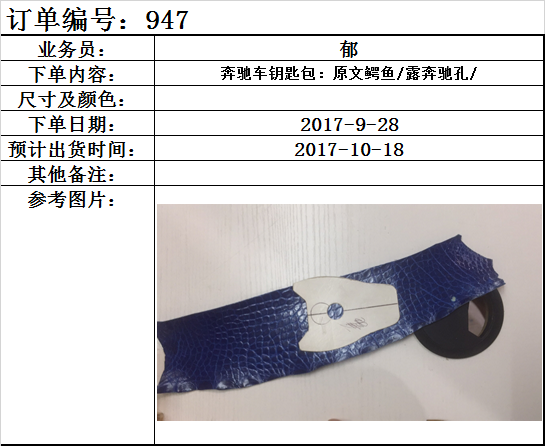 订单编号：947
业务员： 郁
下单内容： 奔驰车钥匙包：原文鳄鱼/露奔驰孔/
尺寸及颜色：
下单日期： 2017-9-28
预计出货时间： 2017-10-18
其他备注：
参考图片：